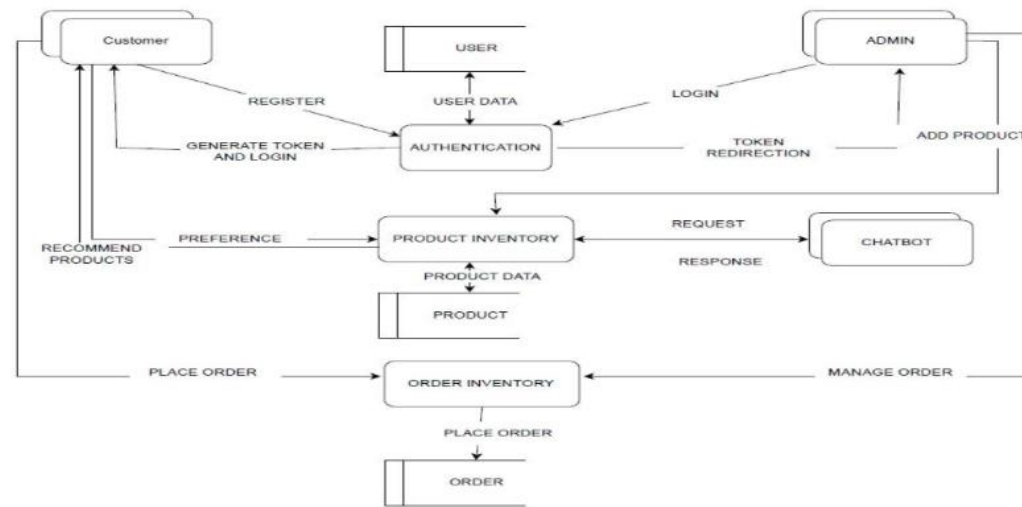 Customer
USER
ADMIN
REGISTER
USER DATA
LOGIN
GENERATE TOKEN
AND LOGIN
AUTHENTICATION
TOKEN
REDIRECTION
ADD PRODUCT
RECOMMEND
PRODUCTS
PREFERENCE
PRODUCT INVENTORY
REQUEST
RESPONSE
CHATBOT
PRODUCT DATA
PRODUCT
PLACE ORDER
ORDER INVENTORY
MANAGE ORDER
PLACE ORDER
ORDER